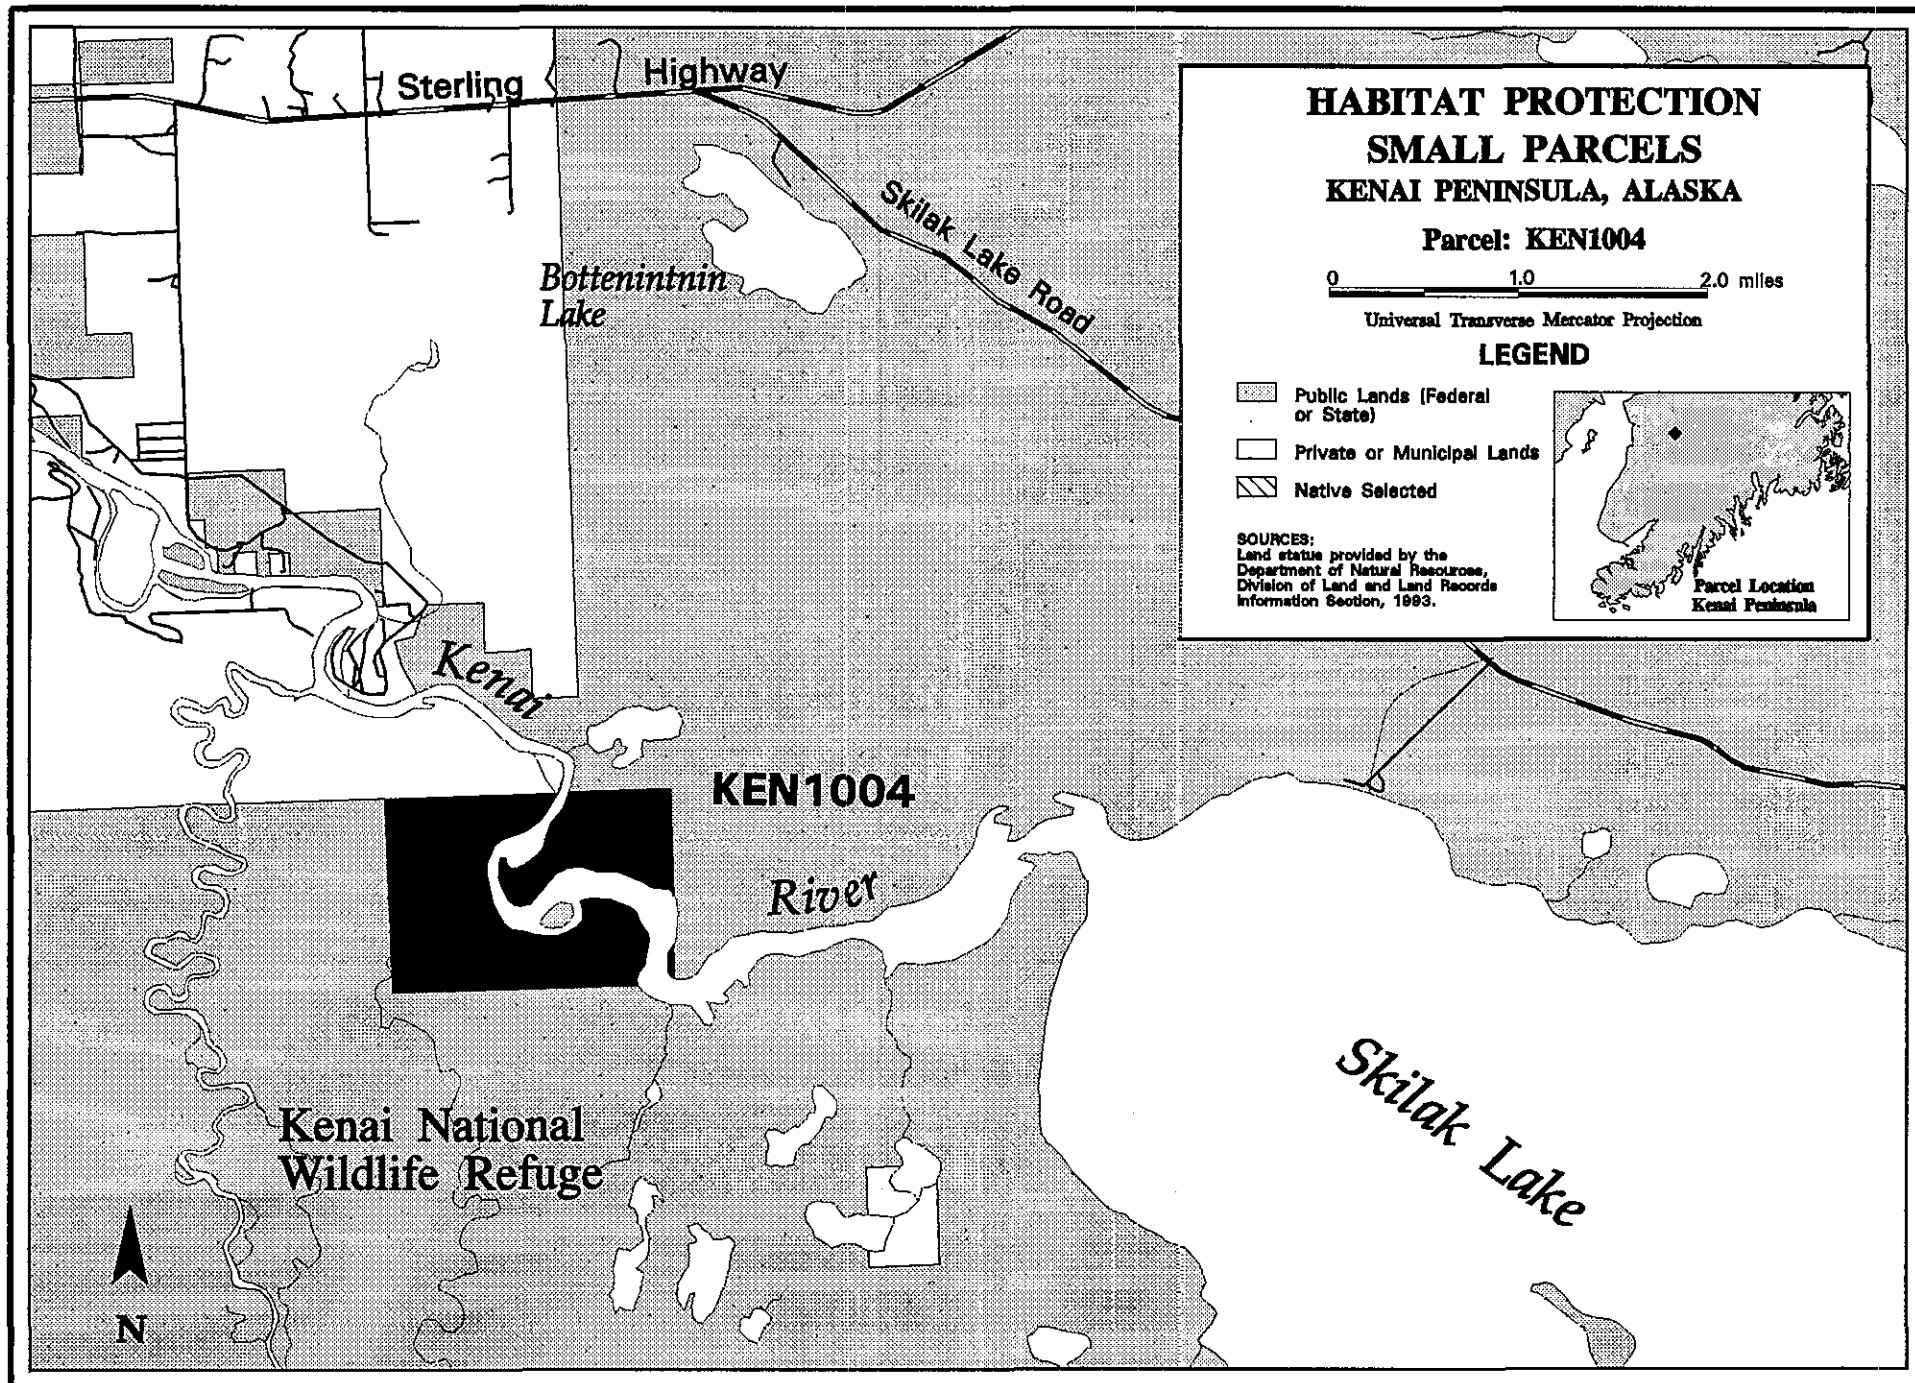 Sterling Highway
HABITAT PROTECTION
SMALL PARCELS
KENAI PENINSULA, ALASKA
Parcel: KEN1004
0 1.0 2.0 miles
Universal Transverse Mercator Projection
LEGEND
Public Lands (Federal
or State)
Private or Municipal Lands
Native Selected
SOURCES:
Land status provided by the
Department of Natural Resources,
Division of Land and Land Records
Information Section, 1993.
Parcel Location
Kenai Peninsula
Skilak Lake Road
Bottenintnin
Lake
Kenai
KEN1004
River
Skilak Lake
Kenai National
Wildlife Refuge
N